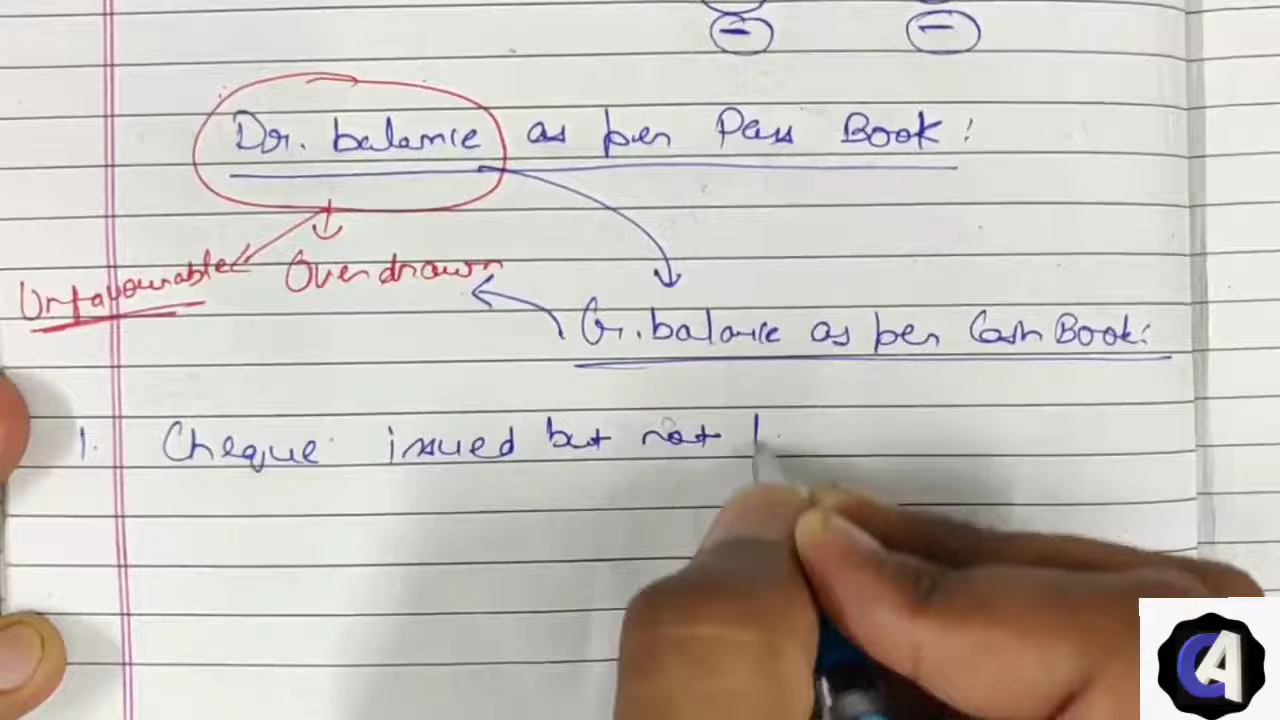 − −
Dr. balance as per Pass Book:
Unfavourable Overdrawn
Cr. balance as per Cash Book:
1. Cheque issued but not
CA